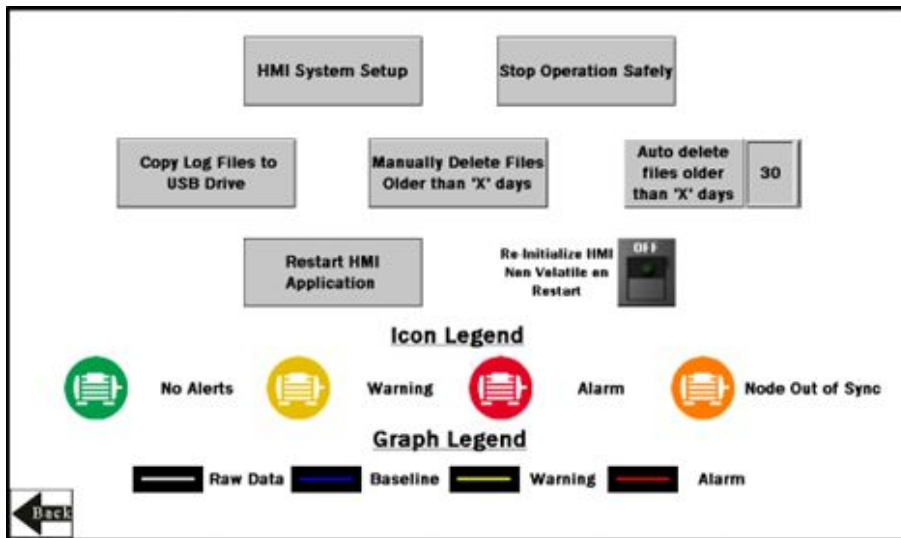 HMI System Setup
Stop Operation Safely
Copy Log Files to
USB Drive
Manually Delete Files
Older than 'X' days
Auto delete
files older
than 'X' days
30
Restart HMI
Application
Re-Initialize HMI
Non Volatile on
Restart
OFF
Icon Legend
No Alerts
Warning
Alarm
Node Out of Sync
Graph Legend
Raw Data
Baseline
Warning
Alarm
Back